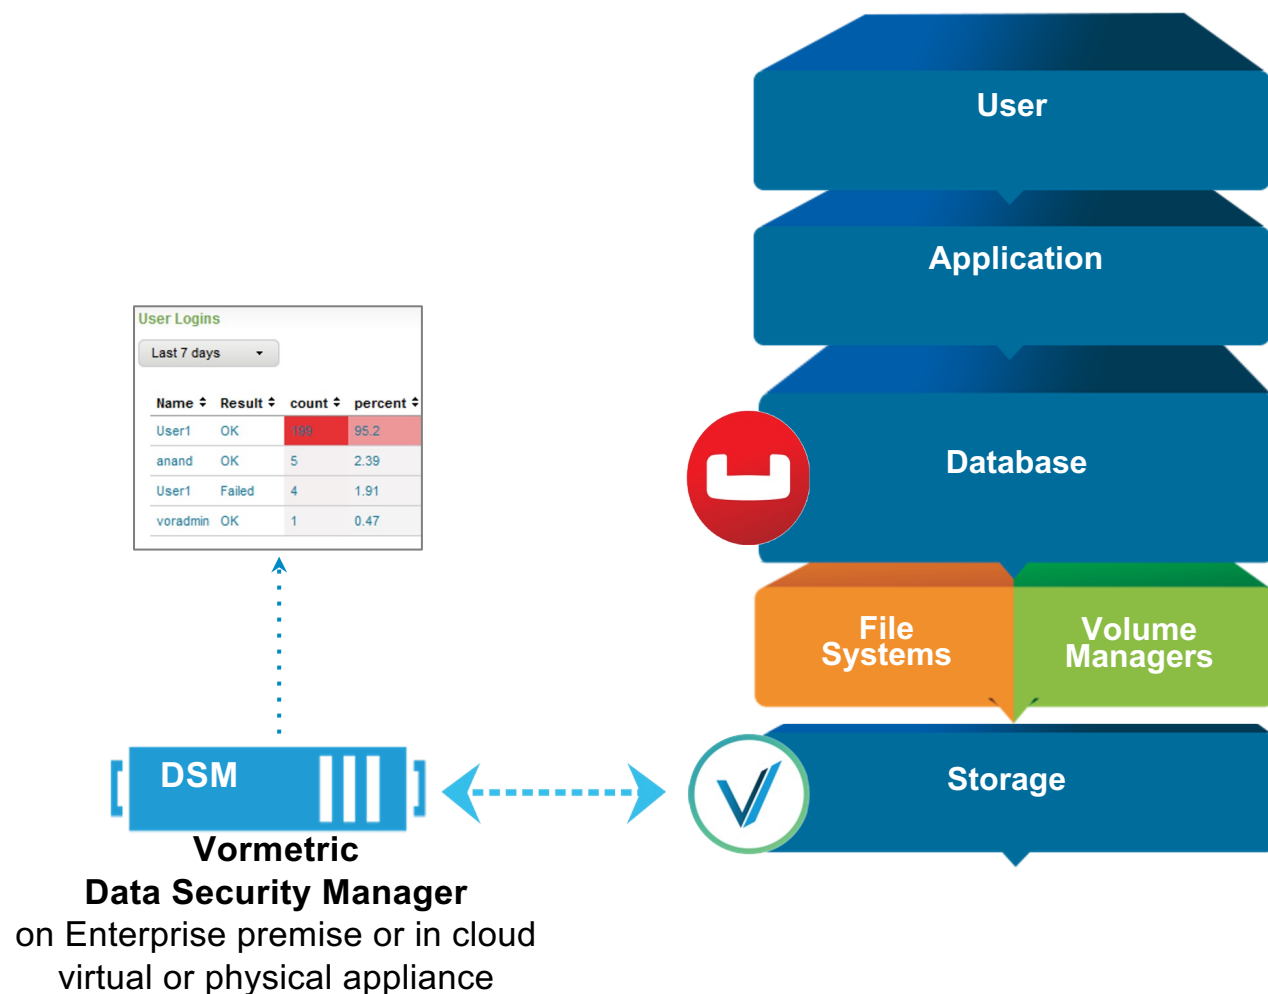 User
Application
User Logins
Last 7 days
Name Result count percent
User1 OK 199 95.2
anand OK 5 2.39
User1 Failed 4 1.91
voradmin OK 1 0.47
Database
File
Systems
Volume
Managers
DSM
Storage
Vormetric
Data Security Manager
on Enterprise premise or in cloud
virtual or physical appliance